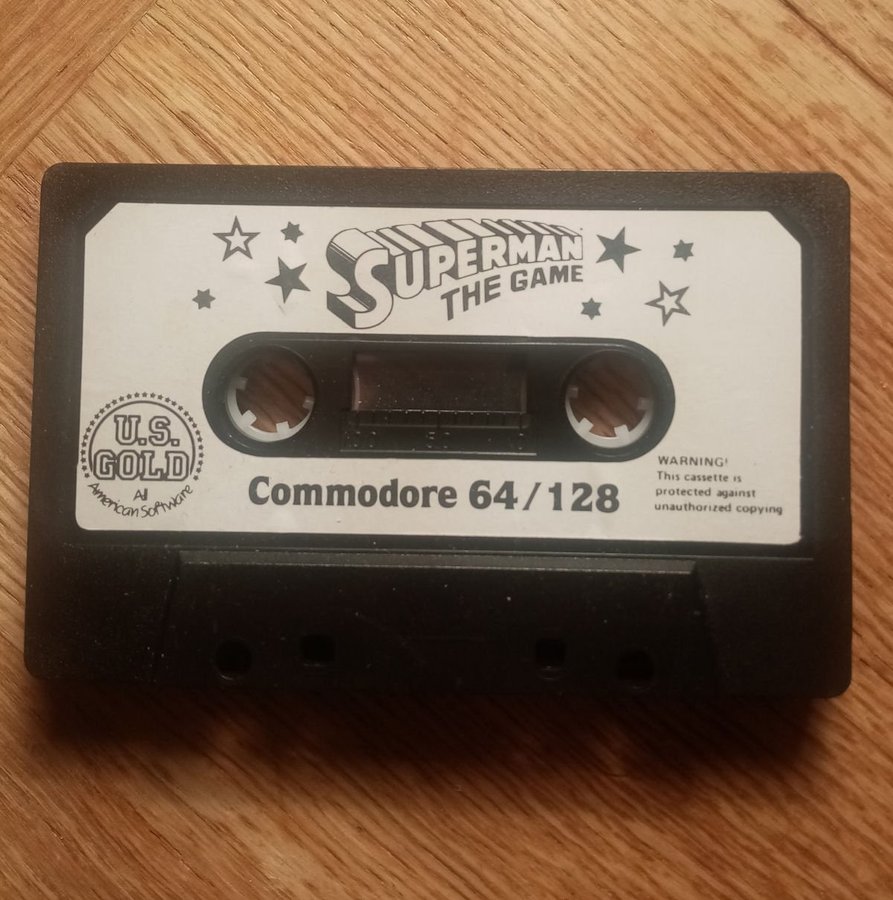 SUPERMAN
THE GAME
U.S.
GOLD
All
American Software
Commodore 64/128
WARNING!
This cassette is
protected against
unauthorized copying